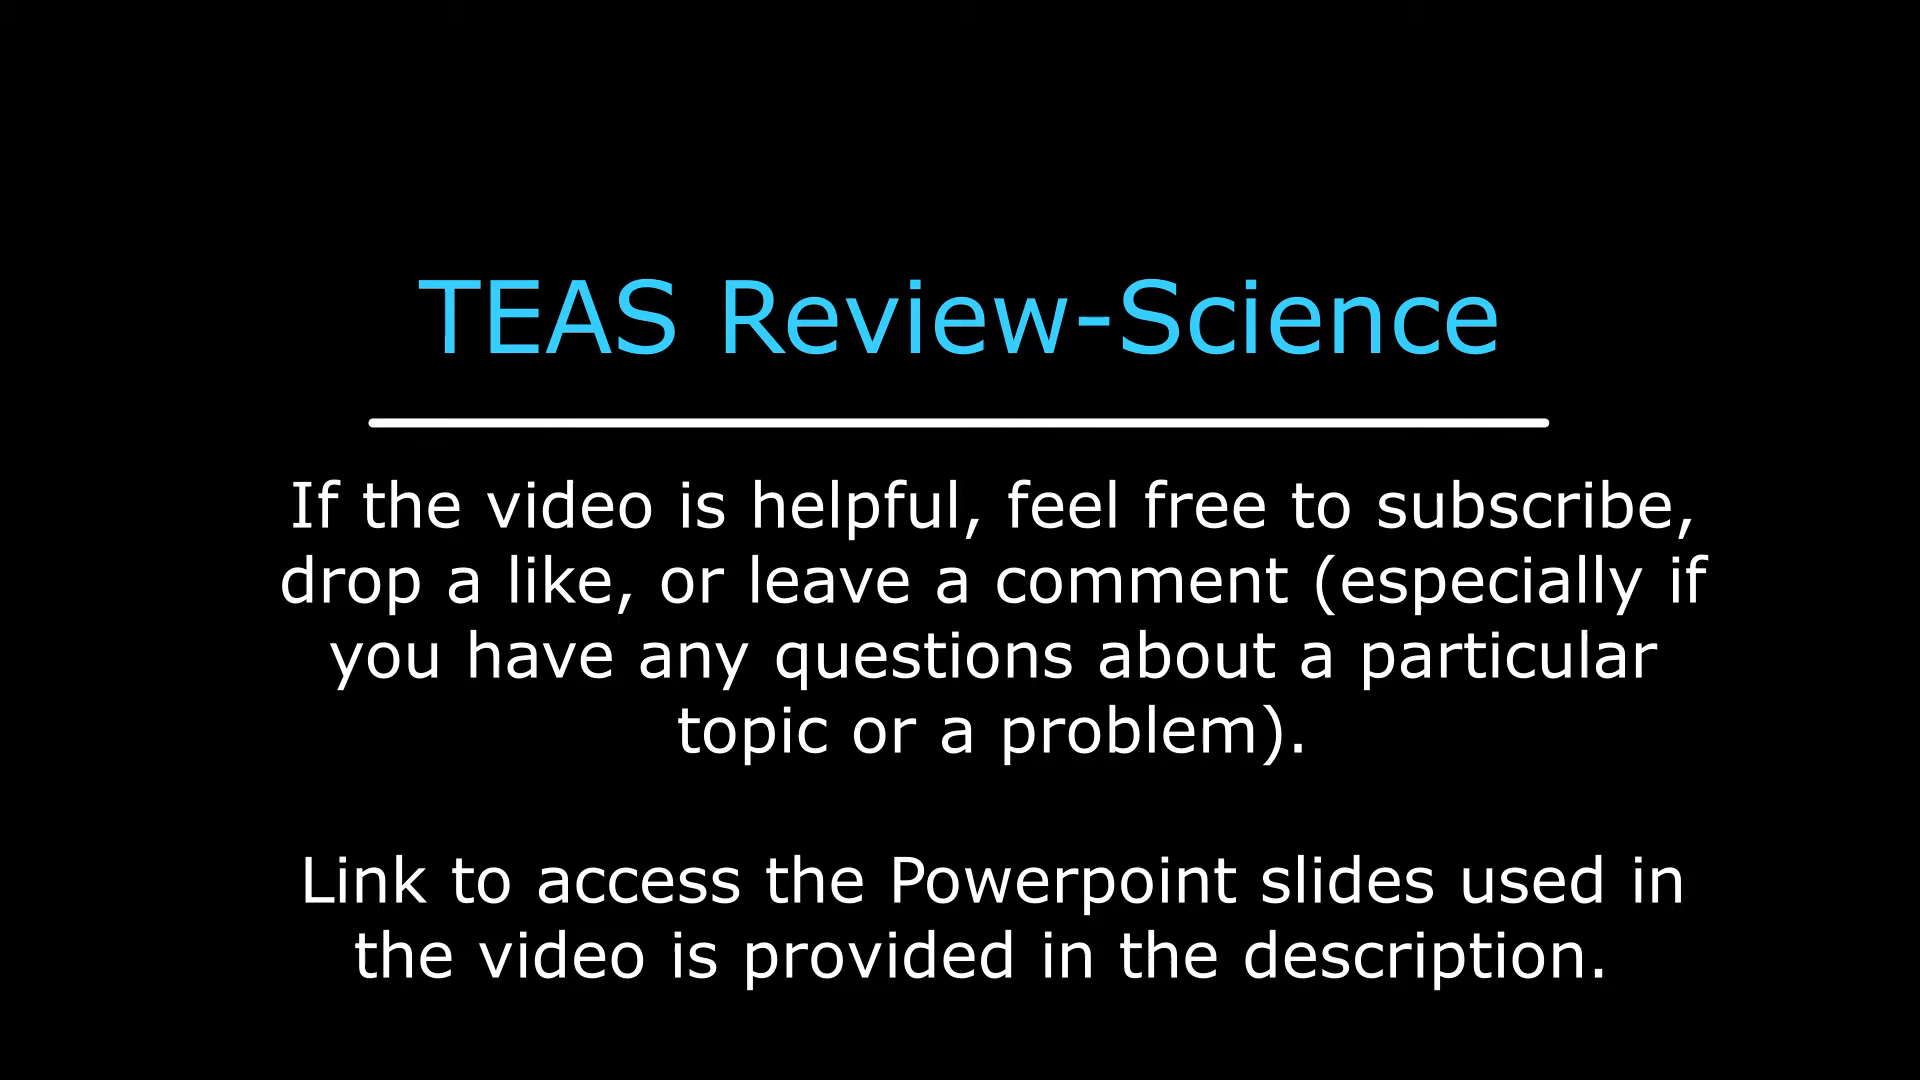 TEAS Review-Science
If the video is helpful, feel free to subscribe,
drop a like, or leave a comment (especially if
you have any questions about a particular
topic or a problem).
Link to access the Powerpoint slides used in
the video is provided in the description.